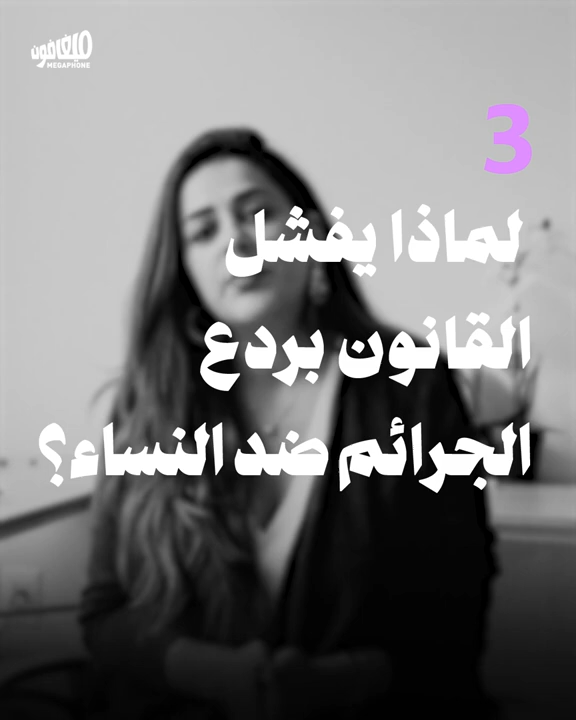 ميغافون
MEGAPHONE
3
لماذا يفشل
القانون بردع
الجرائم ضد النساء؟